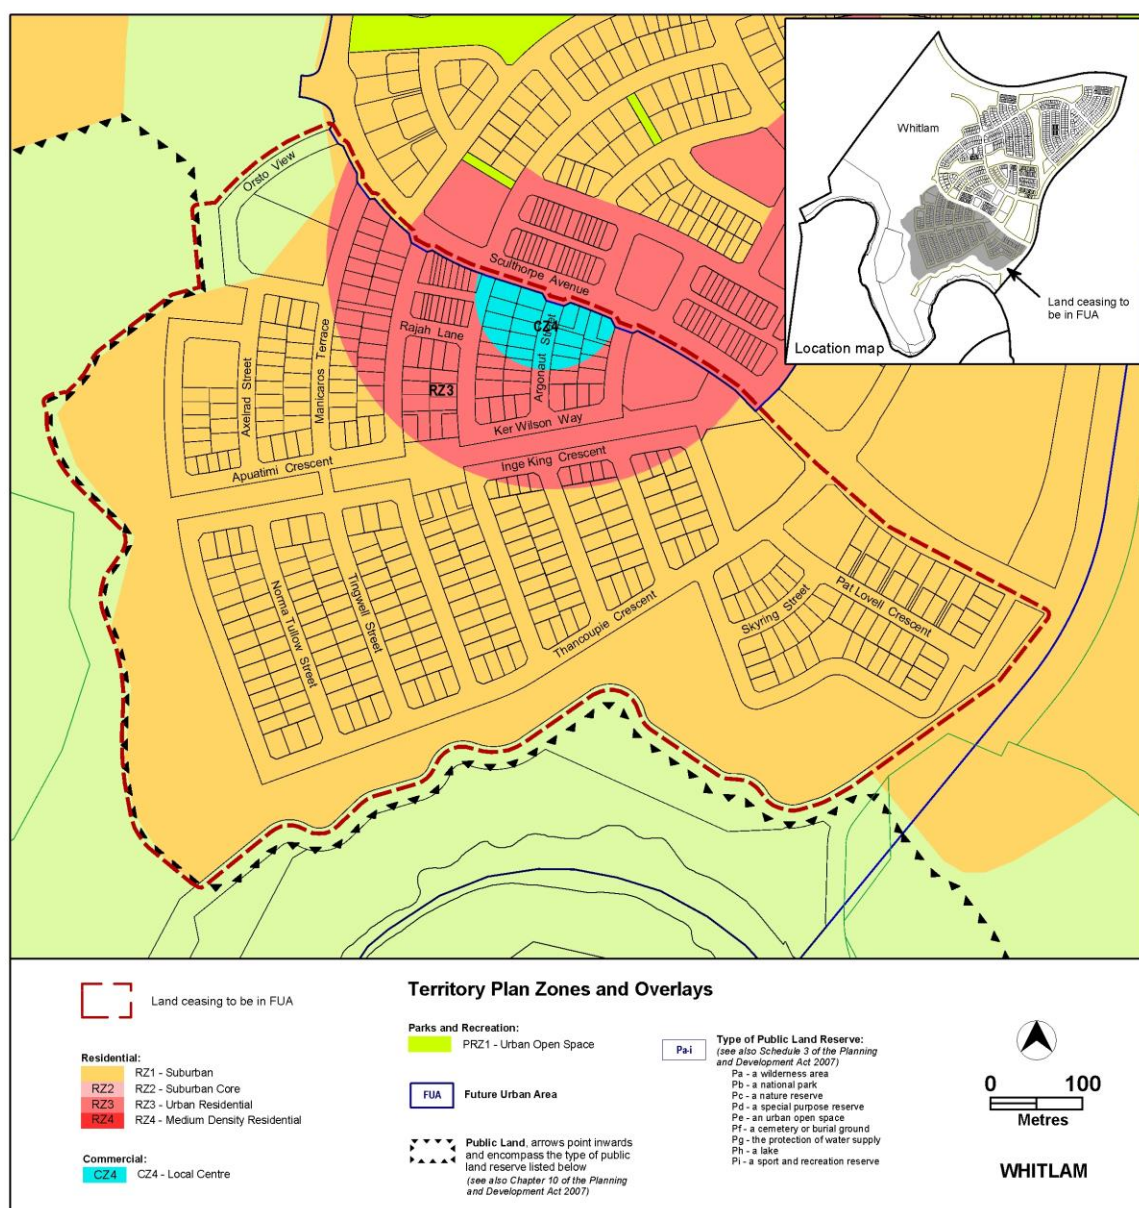 Whitlam
Land ceasing to
be in FUA
Location map
Orsto View
Sculthorpe Avenue
Rajah Lane
CZ4
Argonaut Street
Axelrad Street
Manicaros Terrace
RZ3
Ker Wilson Way
Apuatimi Crescent
Inge King Crescent
Norma Tullow Street
Tingwell Street
Thancoupie Crescent
Skyring Street
Pat Lovell Crescent
Land ceasing to be in FUA
Residential:
RZ1 - Suburban
RZ2 RZ2 - Suburban Core
RZ3 RZ3 - Urban Residential
RZ4 RZ4 - Medium Density Residential
Commercial:
CZ4 CZ4 - Local Centre
Territory Plan Zones and Overlays
Parks and Recreation:
PRZ1 - Urban Open Space
FUA Future Urban Area
Public Land, arrows point inwards
and encompass the type of public
land reserve listed below
(see also Chapter 10 of the Planning
and Development Act 2007)
Pa-i
Type of Public Land Reserve:
(see also Schedule 3 of the Planning
and Development Act 2007)
Pa - a wilderness area
Pb - a national park
Pc - a nature reserve
Pd - a special purpose reserve
Pe - an urban open space
Pf - a cemetery or burial ground
Pg - the protection of water supply
Ph - a lake
Pi - a sport and recreation reserve
0 100
Metres
WHITLAM